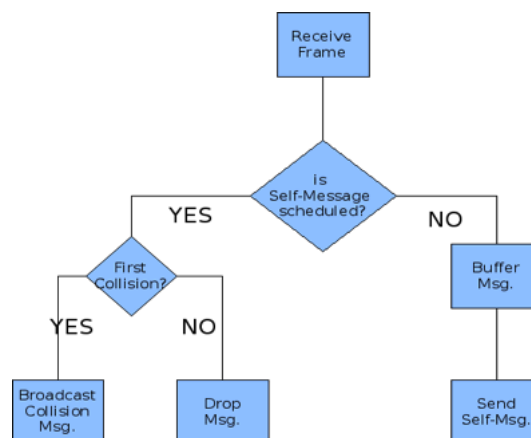 Receive
Frame
is
Self-Message
scheduled?
YES
NO
First
Collision?
Buffer
Msg.
YES
NO
Broadcast
Collision
Msg.
Drop
Msg.
Send
Self-Msg.